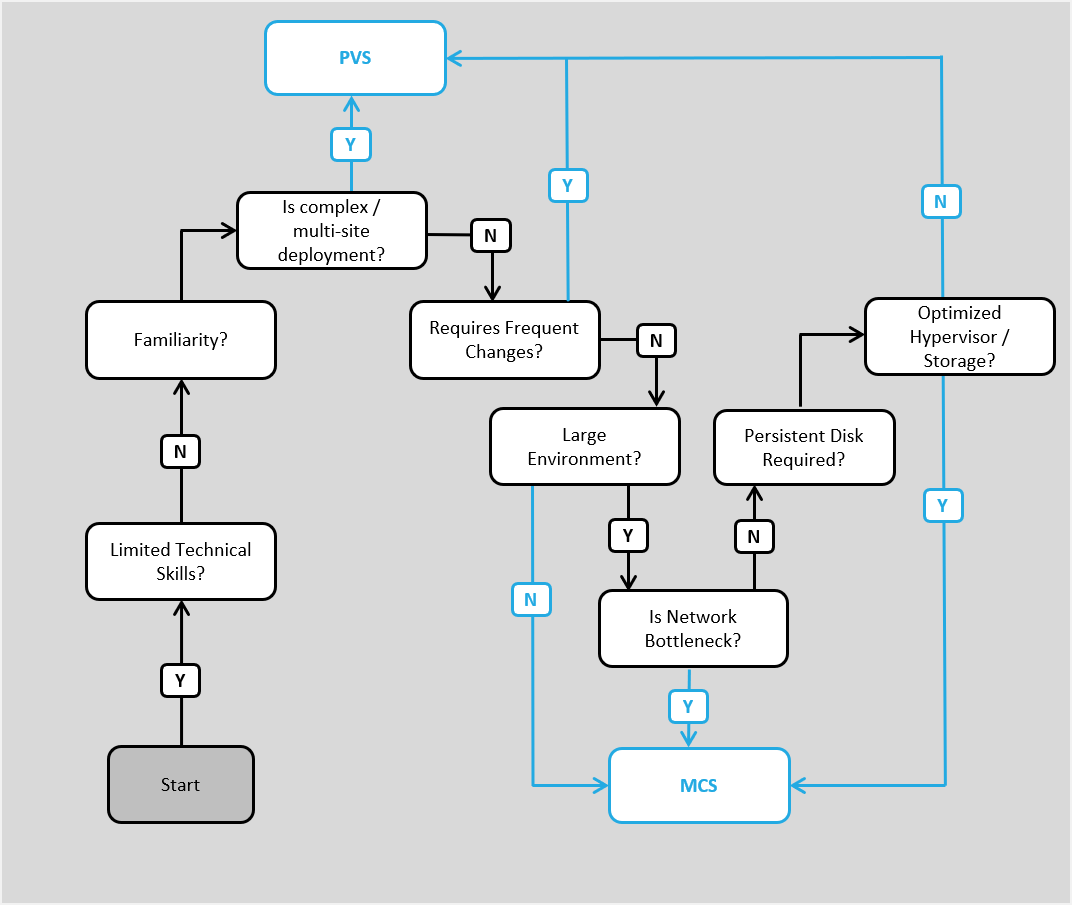 PVS
Y
Is complex /
multi-site
deployment?
N
Y
N
Familiarity?
Requires Frequent
Changes?
N
Optimized
Hypervisor /
Storage?
Large
Environment?
Persistent Disk
Required?
N
Y
N
Y
Limited Technical
Skills?
N
Is Network
Bottleneck?
Y
Y
Start
MCS